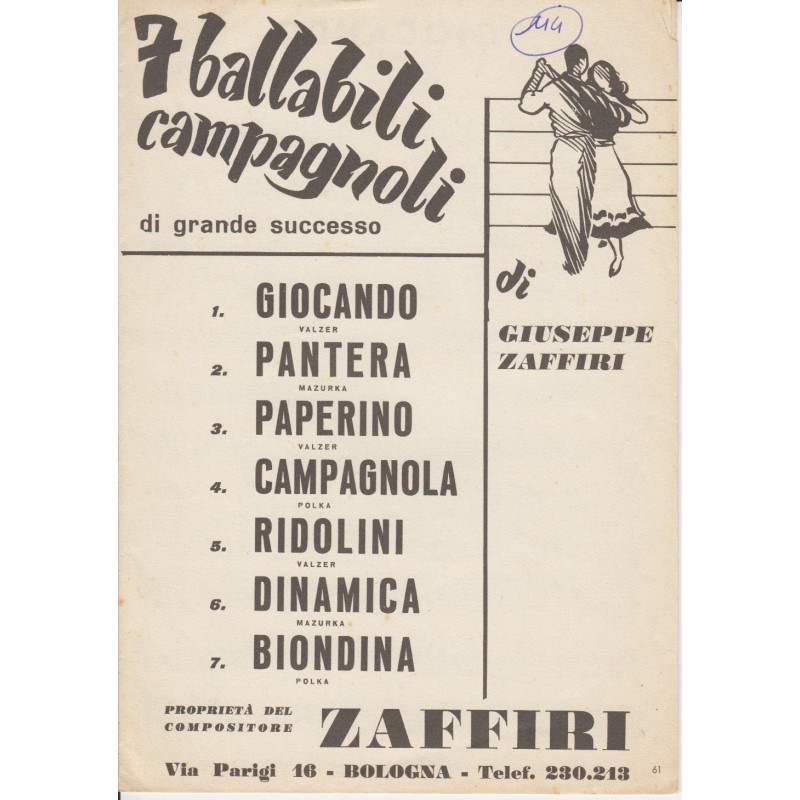 114
7 ballabili
campagnoli
di grande successo
di
GIUSEPPE
ZAFFIRI
1. GIOCANDO
VALZER
2. PANTERA
MAZURKA
3. PAPERINO
VALZER
4. CAMPAGNOLA
POLKA
5. RIDOLINI
VALZER
6. DINAMICA
MAZURKA
7. BIONDINA
POLKA
PROPRIETÀ DEL
COMPOSITORE
ZAFFIRI
Via Parigi 16 - BOLOGNA - Telef. 230.213
61